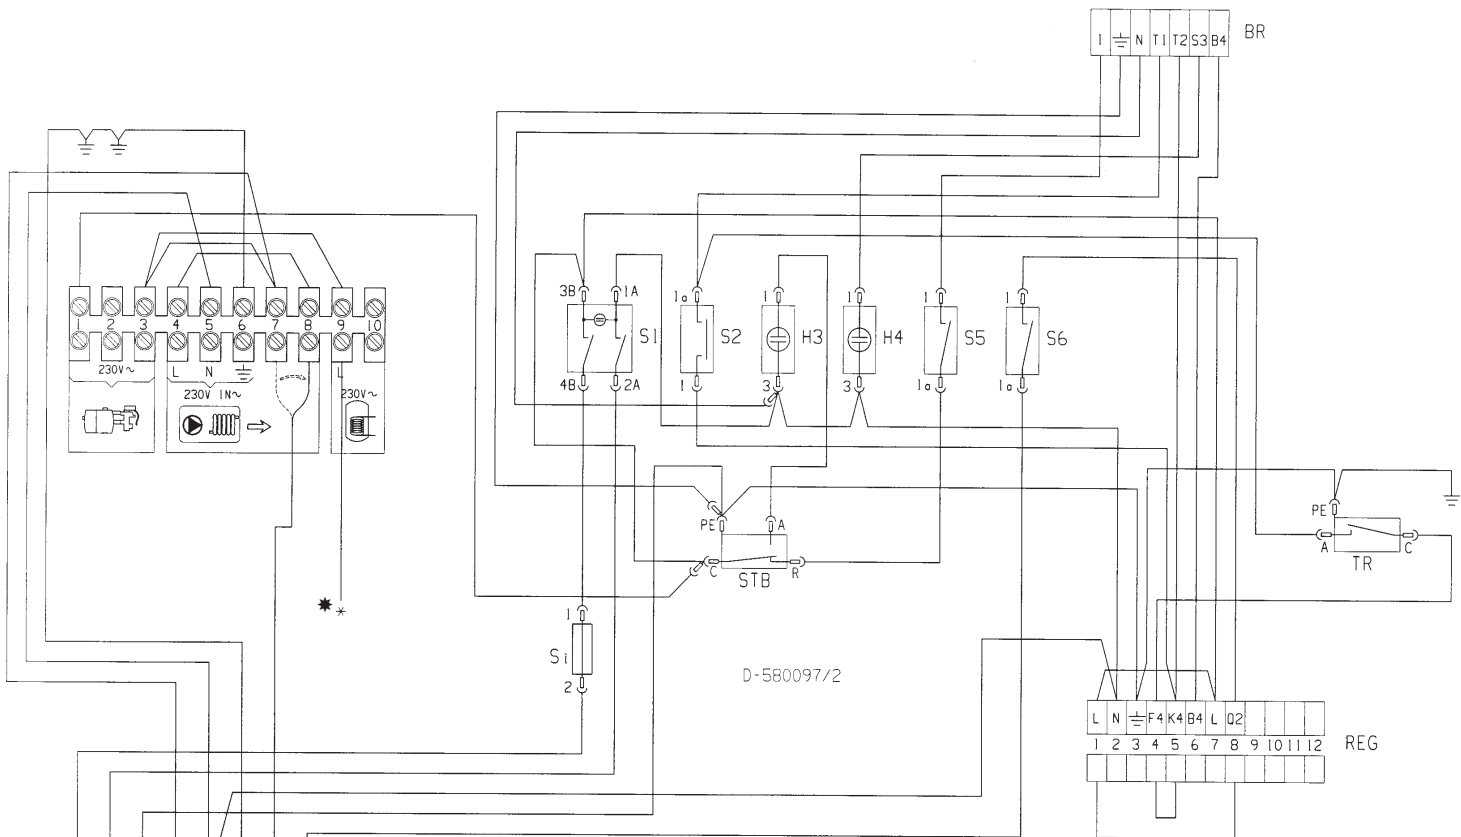 1 N T1 T2 S3 B4 BR
3B 1A 1a 1 1 1 1
S1 S2 H3 H4 S5 S6
4B 2A 1 3 3 1a 1a
1 2 3 4 5 6 7 8 9 10
230V~ L N L
230V 1N~ 230V~
PE A
C R
STB
PE
A C
TR
1
Si
2
D-580097/2
L N F4 K4 B4 L Q2
1 2 3 4 5 6 7 8 9 10 11 12 REG